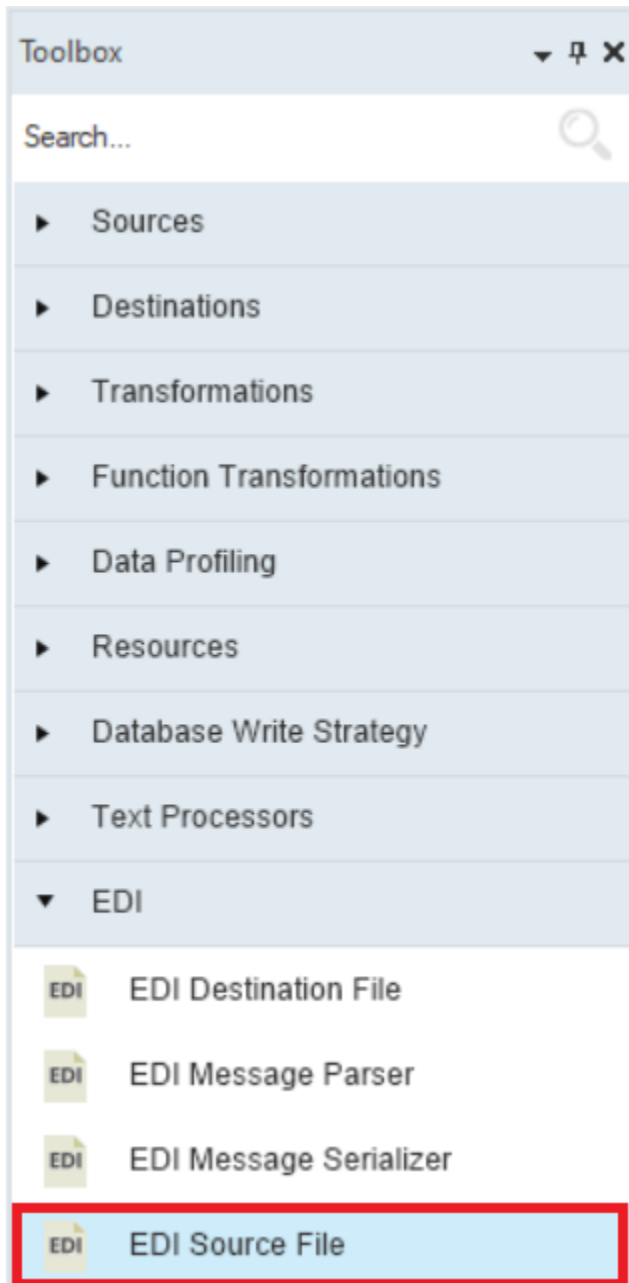 Toolbox
Search...
Sources
Destinations
Transformations
Function Transformations
Data Profiling
Resources
Database Write Strategy
Text Processors
EDI
EDI EDI Destination File
EDI EDI Message Parser
EDI EDI Message Serializer
EDI EDI Source File